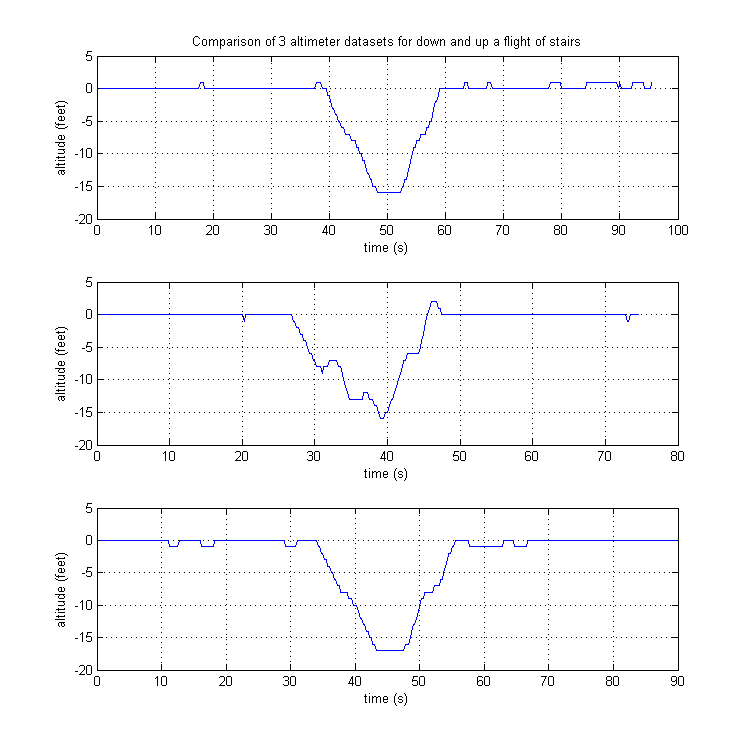 Comparison of 3 altimeter datasets for down and up a flight of stairs
altitude (feet)
5
0
-5
-10
-15
-20
0 10 20 30 40 50 60 70 80 90 100
time (s)
altitude (feet)
5
0
-5
-10
-15
-20
0 10 20 30 40 50 60 70 80
time (s)
altitude (feet)
5
0
-5
-10
-15
-20
0 10 20 30 40 50 60 70 80 90
time (s)